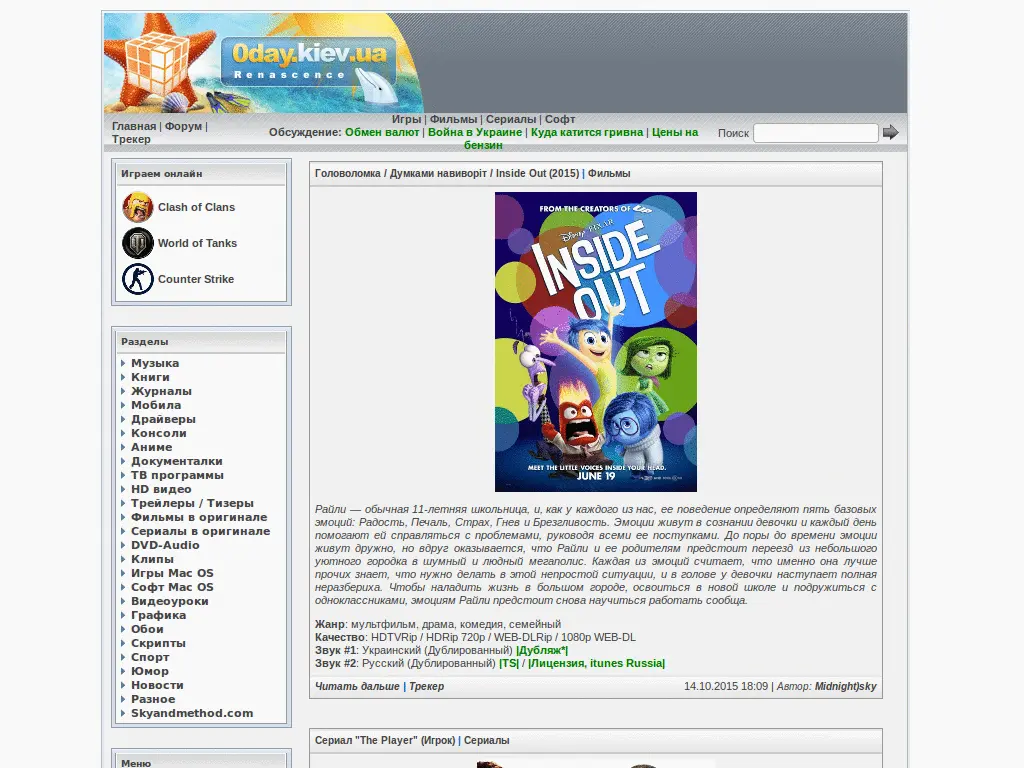 0day.kiev.ua
Renascence
Главная | Форум |
Трекер
Игры | Фильмы | Сериалы | Софт
Обсуждение: Обмен валют | Война в Украине | Куда катится гривна | Цены на
бензин
Поиск
Играем онлайн
Clash of Clans
World of Tanks
Counter Strike
Разделы
Музыка
Книги
Журналы
Мобила
Драйверы
Консоли
Аниме
Документалки
ТВ программы
HD видео
Трейлеры / Тизеры
Фильмы в оригинале
Сериалы в оригинале
DVD-Audio
Клипы
Игры Mac OS
Софт Mac OS
Видеоуроки
Графика
Обои
Скрипты
Спорт
Юмор
Новости
Разное
Skyandmethod.com
Меню
Головоломка / Думками навиворіт / Inside Out (2015) | Фильмы
FROM THE CREATORS OF UP
DISNEY PIXAR
INSIDE
OUT
MEET THE LITTLE VOICES INSIDE YOUR HEAD.
JUNE 19
Райли — обычная 11-летняя школьница, и, как у каждого из нас, ее поведение определяют пять базовых
эмоций: Радость, Печаль, Страх, Гнев и Брезгливость. Эмоции живут в сознании девочки и каждый день
помогают ей справляться с проблемами, руководя всеми ее поступками. До поры до времени эмоции
живут дружно, но вдруг оказывается, что Райли и ее родителям предстоит переезд из небольшого
уютного городка в шумный и людный мегаполис. Каждая из эмоций считает, что именно она лучше
прочих знает, что нужно делать в этой непростой ситуации, и в голове у девочки наступает полная
неразбериха. Чтобы наладить жизнь в большом городе, освоиться в новой школе и подружиться с
одноклассниками, эмоциям Райли предстоит снова научиться работать сообща.
Жанр: мультфильм, драма, комедия, семейный
Качество: HDTVRip / HDRip 720p / WEB-DLRip / 1080p WEB-DL
Звук #1: Украинский (Дублированный) |Дубляж*|
Звук #2: Русский (Дублированный) |TS| / |Лицензия, itunes Russia|
Читать дальше | Трекер
14.10.2015 18:09 | Автор: Midnight)sky
Сериал "The Player" (Игрок) | Сериалы